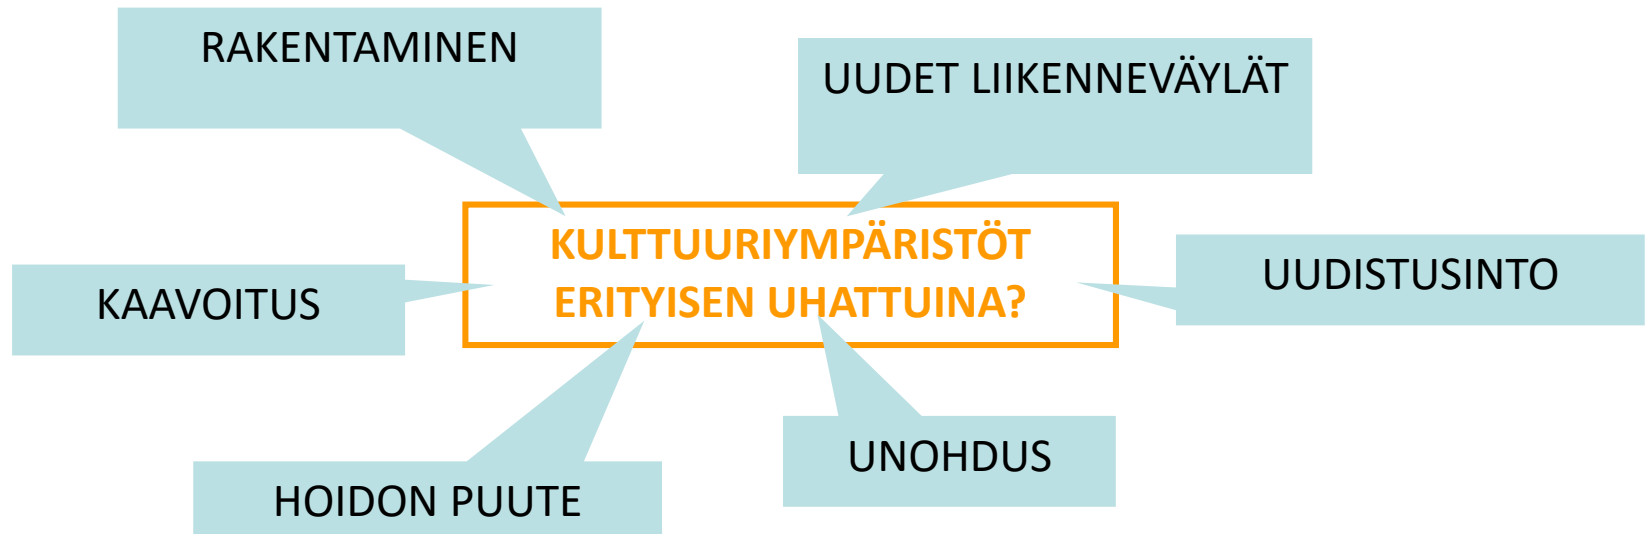 RAKENTAMINEN
UUDET LIIKENNEVÄYLÄT
KULTTUURIYMPÄRISTÖT
ERITYISEN UHATTUINA?
KAAVOITUS
UUDISTUSINTO
HOIDON PUUTE
UNOHDUS